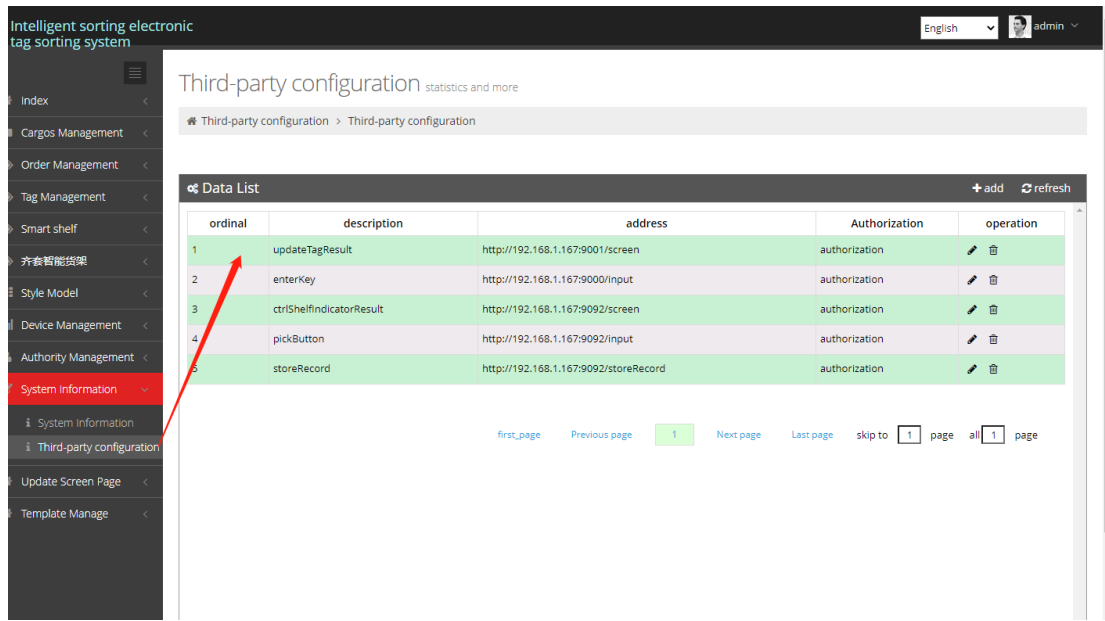 Intelligent sorting electronic
tag sorting system
English
admin
Index
Cargos Management
Order Management
Tag Management
Smart shelf
齐套智能货架
Style Model
Device Management
Authority Management
System Information
System Information
Third-party configuration
Update Screen Page
Template Manage
Third-party configuration statistics and more
Third-party configuration > Third-party configuration
Data List
add refresh
ordinal description address Authorization operation
1 updateTagResult http://192.168.1.167:9001/screen authorization
2 enterKey http://192.168.1.167:9000/input authorization
3 ctrlShelfIndicatorResult http://192.168.1.167:9092/screen authorization
4 pickButton http://192.168.1.167:9092/input authorization
5 storeRecord http://192.168.1.167:9092/storeRecord authorization
first_page Previous page 1 Next page Last page skip to 1 page all 1 page